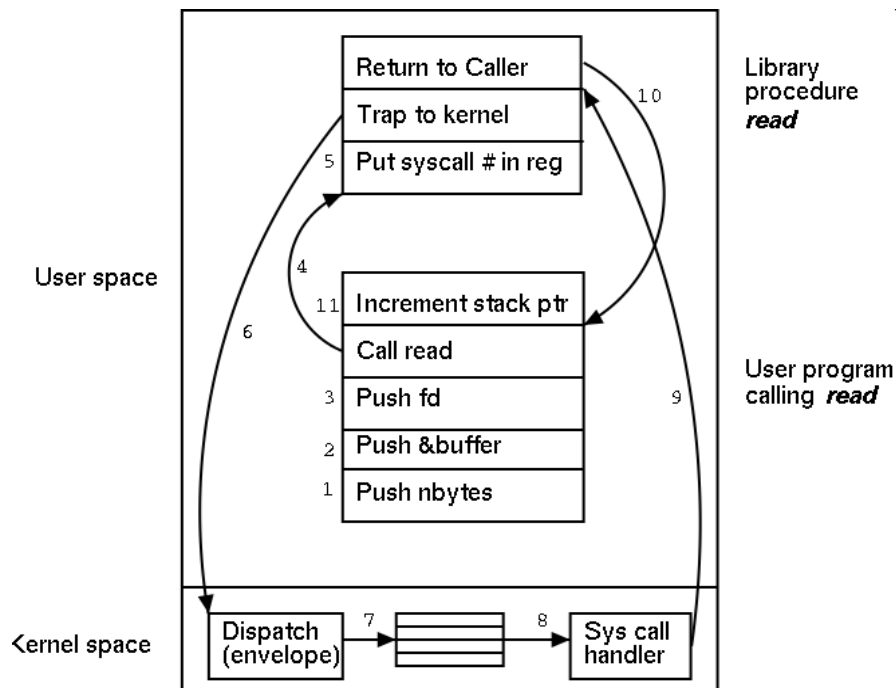 Return to Caller
10
Library
procedure
read
Trap to kernel
5
Put syscall # in reg
User space
4
11
Increment stack ptr
6
Call read
User program
calling read
3
Push fd
9
2
Push &buffer
1
Push nbytes
Kernel space
Dispatch
(envelope)
7
8
Sys call
handler